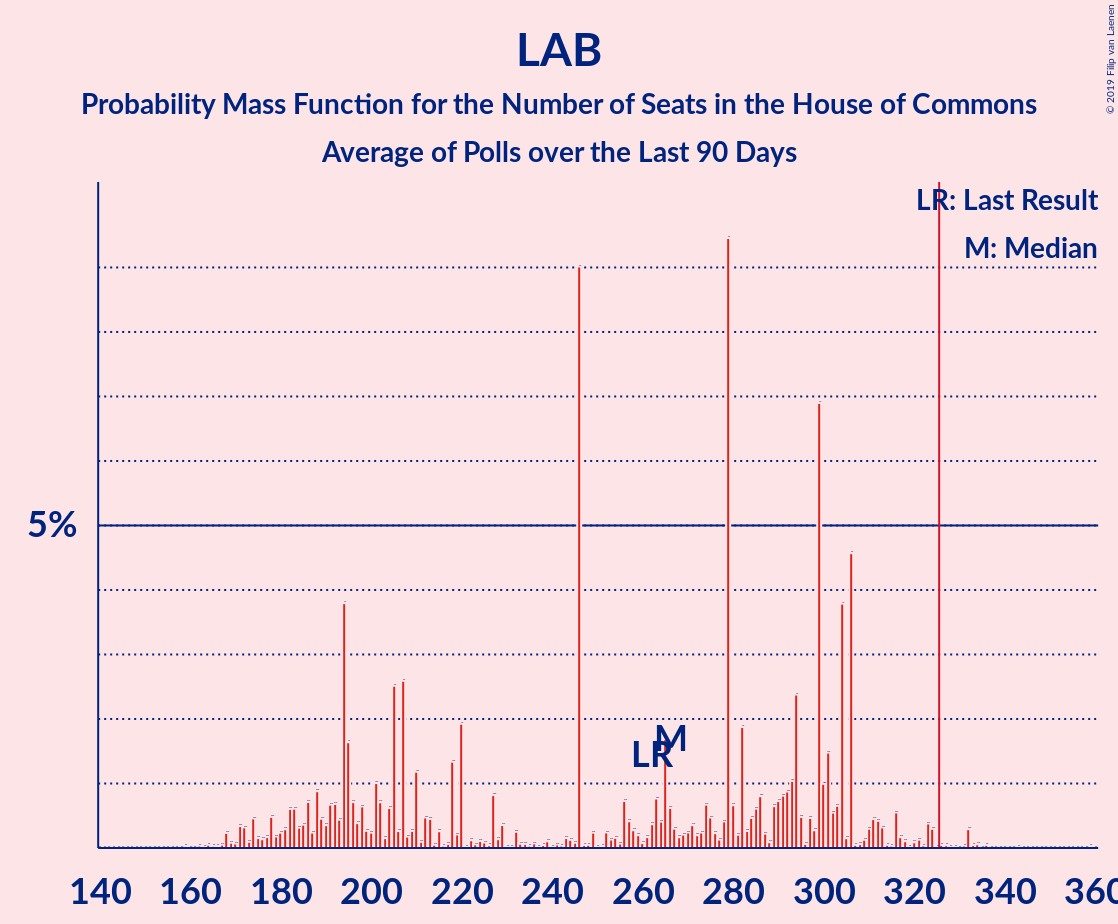 LAB
Probability Mass Function for the Number of Seats in the House of Commons
Average of Polls over the Last 90 Days
© 2019 Filip van Laenen
LR: Last Result
M: Median
5%
M
LR
140 160 180 200 220 240 260 280 300 320 340 360